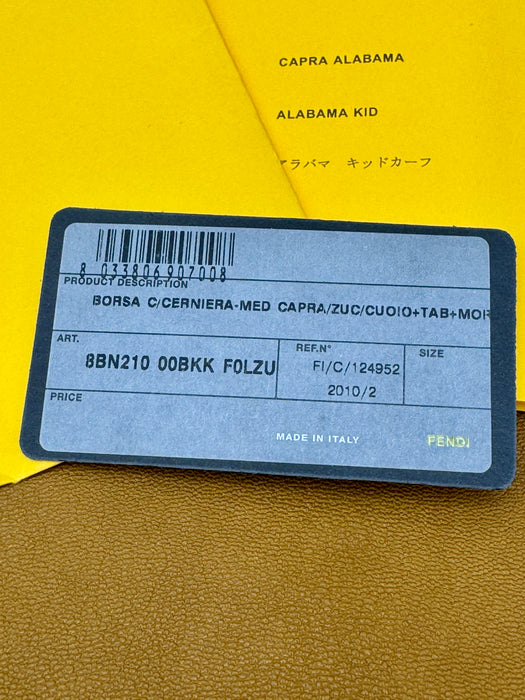 CAPRA ALABAMA
ALABAMA KID
アラバマ キッドカーフ
8 033806907008
PRODUCT DESCRIPTION
BORSA C/CERNIERA-MED CAPRA/ZUC/CUOIO+TAB+MOR
ART.
8BN210 00BKK F0LZU
REF.N°
FI/C/124952
2010/2
SIZE
PRICE
MADE IN ITALY
FENDI